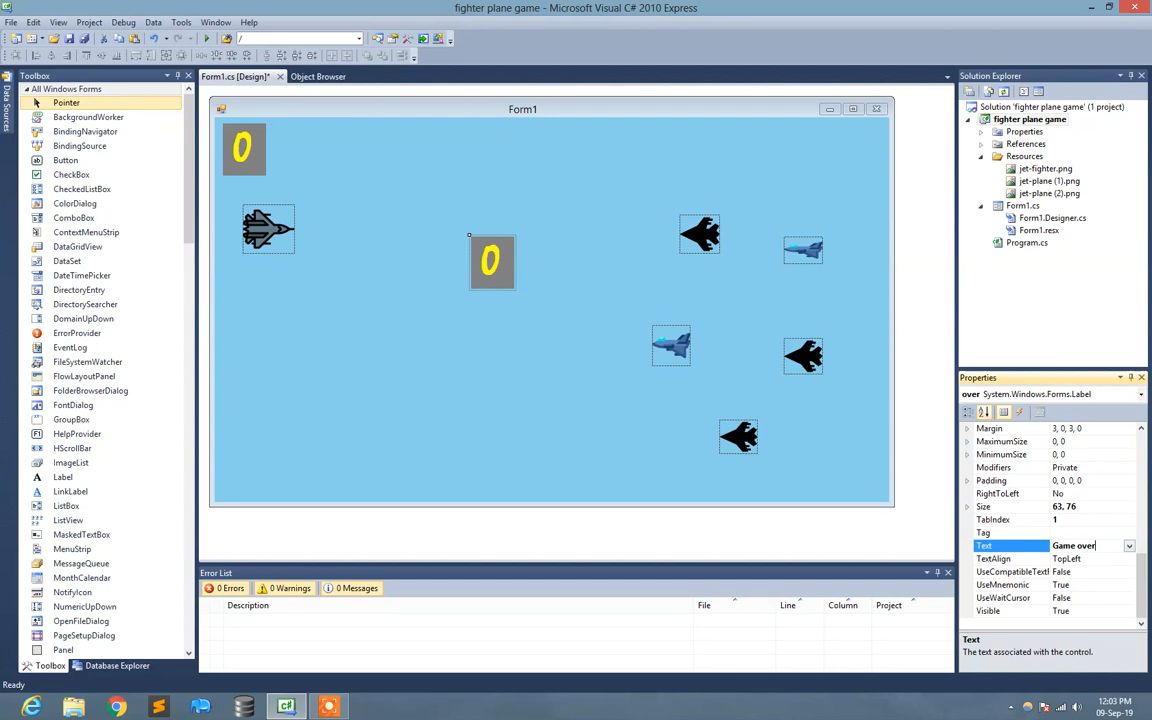 fighter plane game - Microsoft Visual C# 2010 Express
File Edit View Project Debug Data Tools Window Help
/
Data Sources
Toolbox
All Windows Forms
Pointer
BackgroundWorker
BindingNavigator
BindingSource
Button
CheckBox
CheckedListBox
ColorDialog
ComboBox
ContextMenuStrip
DataGridView
DataSet
DateTimePicker
DirectoryEntry
DirectorySearcher
DomainUpDown
ErrorProvider
EventLog
FileSystemWatcher
FlowLayoutPanel
FolderBrowserDialog
FontDialog
GroupBox
HelpProvider
HScrollBar
ImageList
Label
LinkLabel
ListBox
ListView
MaskedTextBox
MenuStrip
MessageQueue
MonthCalendar
NotifyIcon
NumericUpDown
OpenFileDialog
PageSetupDialog
Panel
Toolbox Database Explorer
Form1.cs [Design]* Object Browser
Form1
0
0
Error List
0 Errors 0 Warnings 0 Messages
Description File Line Column Project
Solution Explorer
Solution 'fighter plane game' (1 project)
fighter plane game
Properties
References
Resources
jet-fighter.png
jet-plane (1).png
jet-plane (2).png
Form1.cs
Form1.Designer.cs
Form1.resx
Program.cs
Properties
over System.Windows.Forms.Label
Margin 3, 0, 3, 0
MaximumSize 0, 0
MinimumSize 0, 0
Modifiers Private
Padding 0, 0, 0, 0
RightToLeft No
Size 63, 76
TabIndex 1
Tag
Text Game over
TextAlign TopLeft
UseCompatibleTextF False
UseMnemonic True
UseWaitCursor False
Visible True
Text
The text associated with the control.
Ready
12:03 PM
09-Sep-19